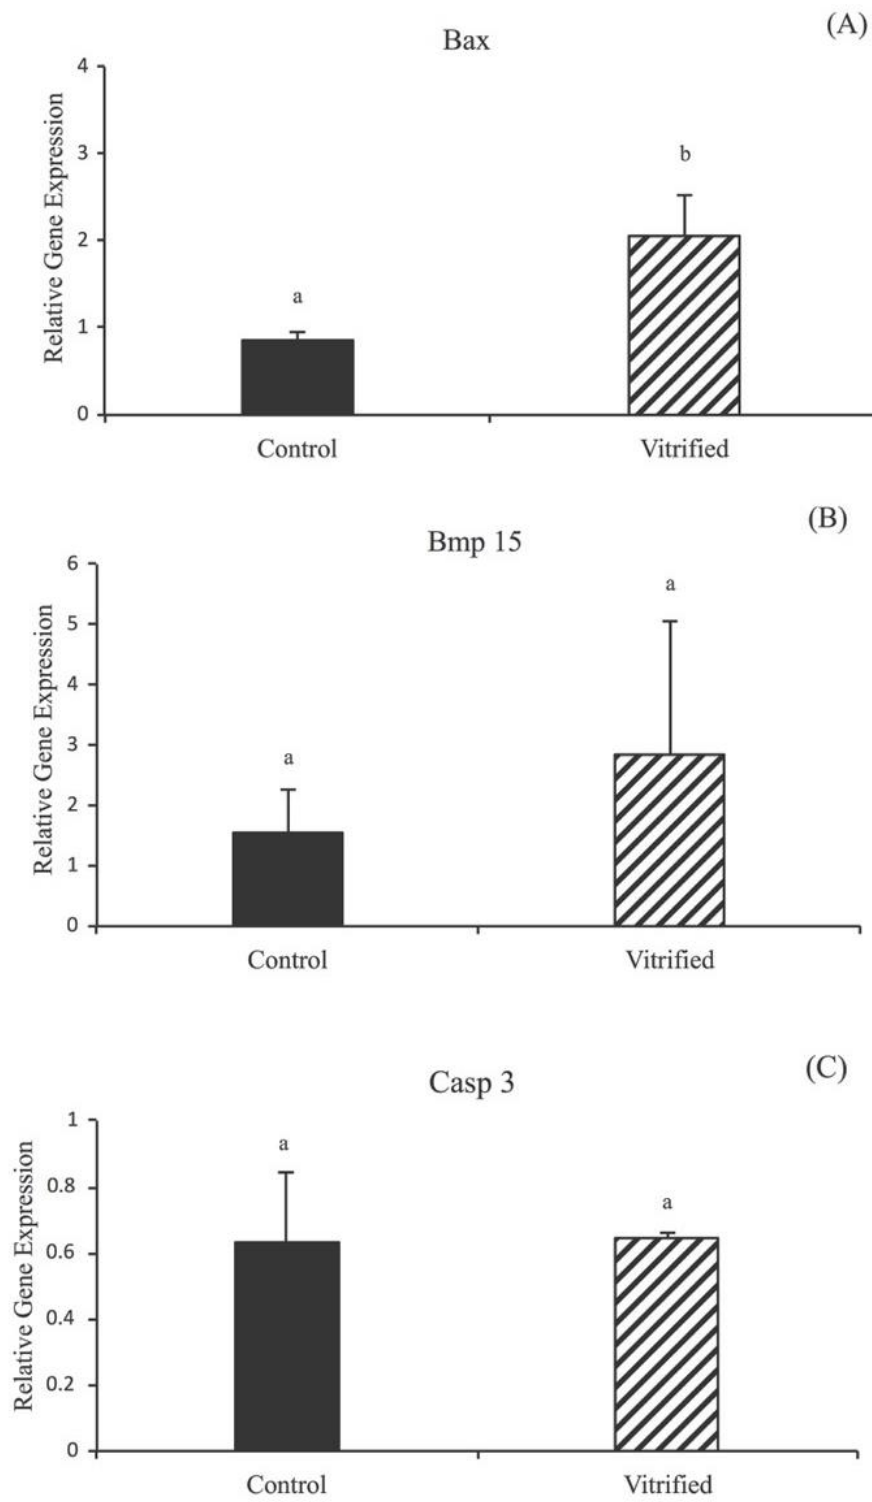 (A)
Bax
Relative Gene Expression
4
3
2
1
0
a
b
Control Vitrified
(B)
Bmp 15
Relative Gene Expression
6
5
4
3
2
1
0
a
a
Control Vitrified
(C)
Casp 3
Relative Gene Expression
1
0.8
0.6
0.4
0.2
0
a
a
Control Vitrified